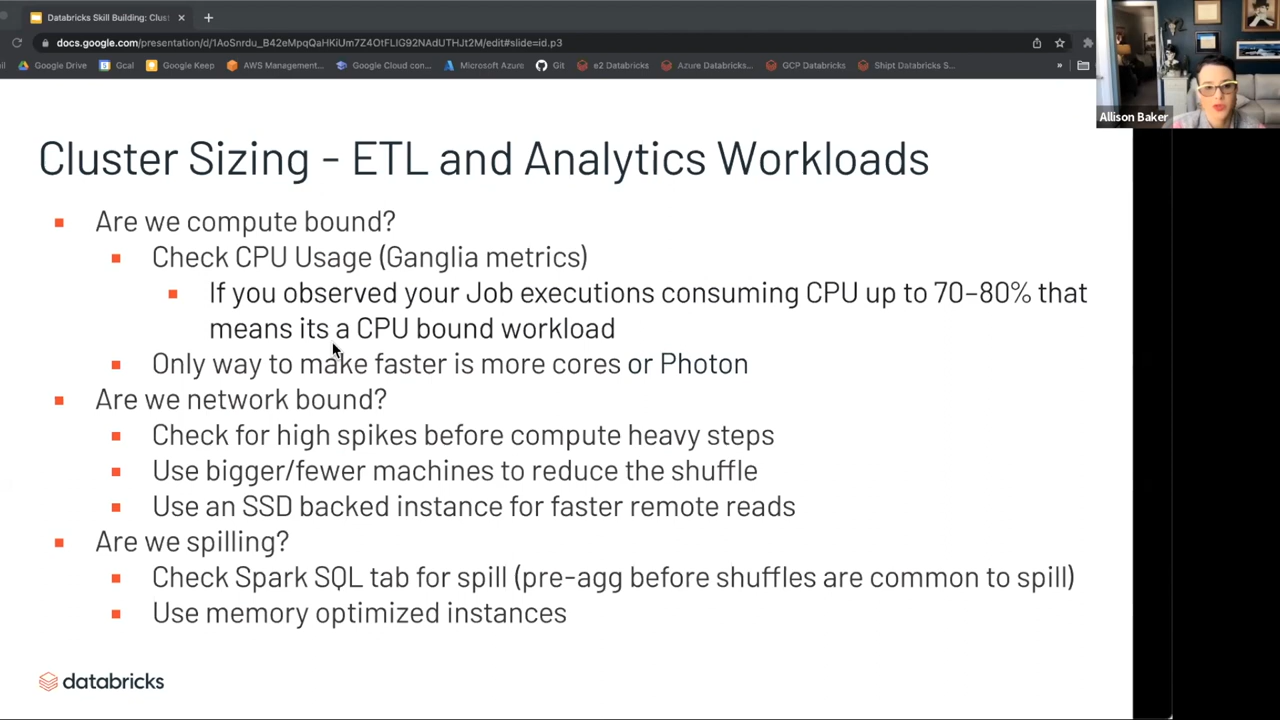 Databricks Skill Building: Clust
docs.google.com/presentation/d/1AoSnrdu_B42eMpqQaHKiUm7Z4OtFLIG92NAdUTHJt2M/edit#slide=id.p3
Google Drive Gcal Google Keep AWS Management... Google Cloud con... Microsoft Azure Git e2 Databricks Azure Databricks... GCP Databricks Shipt Databricks S... »
Allison Baker
Cluster Sizing - ETL and Analytics Workloads
Are we compute bound?
Check CPU Usage (Ganglia metrics)
If you observed your Job executions consuming CPU up to 70-80% that
means its a CPU bound workload
Only way to make faster is more cores or Photon
Are we network bound?
Check for high spikes before compute heavy steps
Use bigger/fewer machines to reduce the shuffle
Use an SSD backed instance for faster remote reads
Are we spilling?
Check Spark SQL tab for spill (pre-agg before shuffles are common to spill)
Use memory optimized instances
databricks